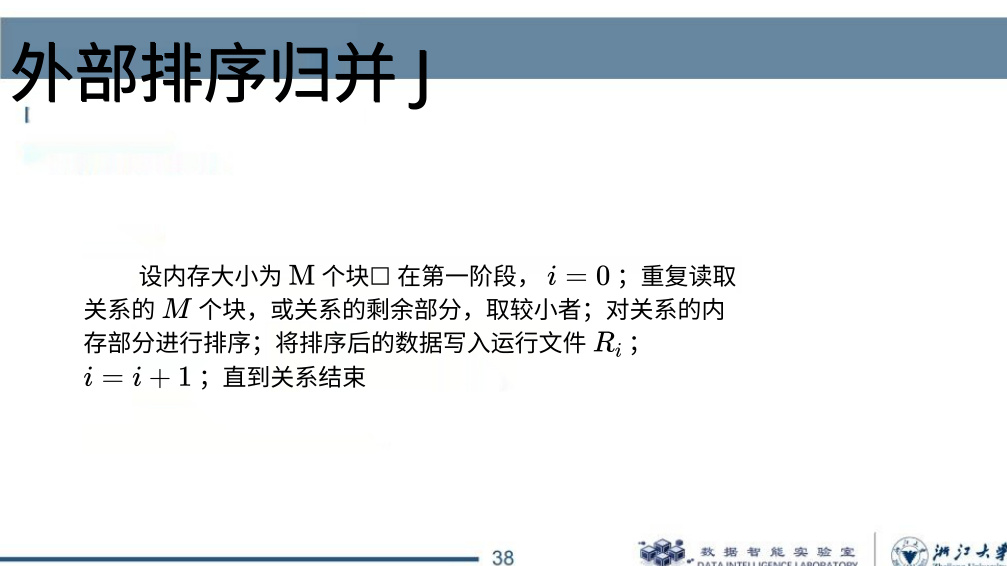 外部排序归并 J
设内存大小为 M 个块□ 在第一阶段， i = 0 ；重复读取
关系的 M 个块，或关系的剩余部分，取较小者；对关系的内
存部分进行排序；将排序后的数据写入运行文件 Rᵢ ；
i = i + 1 ；直到关系结束
38
数据智能实验室
DATA INTELLIGENCE LABORATORY
浙江大学